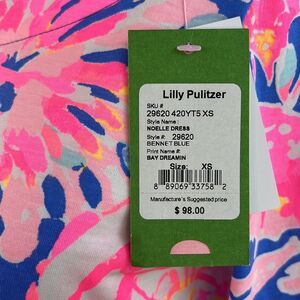 Lilly Pulitzer
SKU #
29620 420YT5 XS
Style Name :
NOELLE DRESS
Style #: 29620
BENNET BLUE
Print Name #:
BAY DREAMIN
Size: XS
8 89069 33758 2
Manufacture's Suggested price
$ 98.00